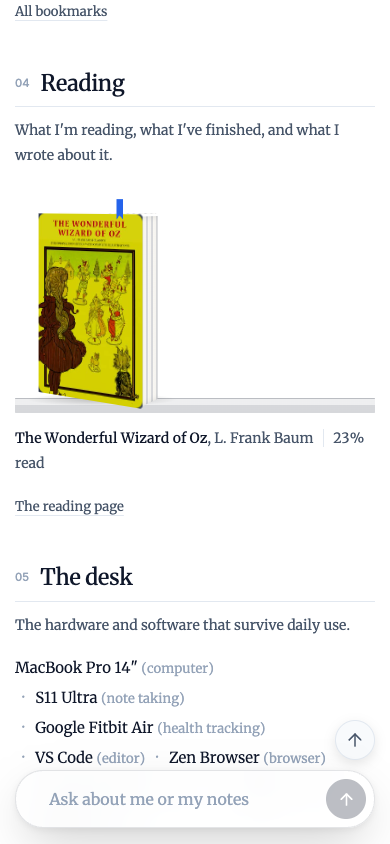 All bookmarks
04 Reading
What I'm reading, what I've finished, and what I
wrote about it.
THE WONDERFUL
WIZARD OF OZ
The Wonderful Wizard of Oz, L. Frank Baum | 23%
read
The reading page
05 The desk
The hardware and software that survive daily use.
MacBook Pro 14″ (computer)
· S11 Ultra (note taking)
· Google Fitbit Air (health tracking)
· VS Code (editor) · Zen Browser (browser)
Ask about me or my notes